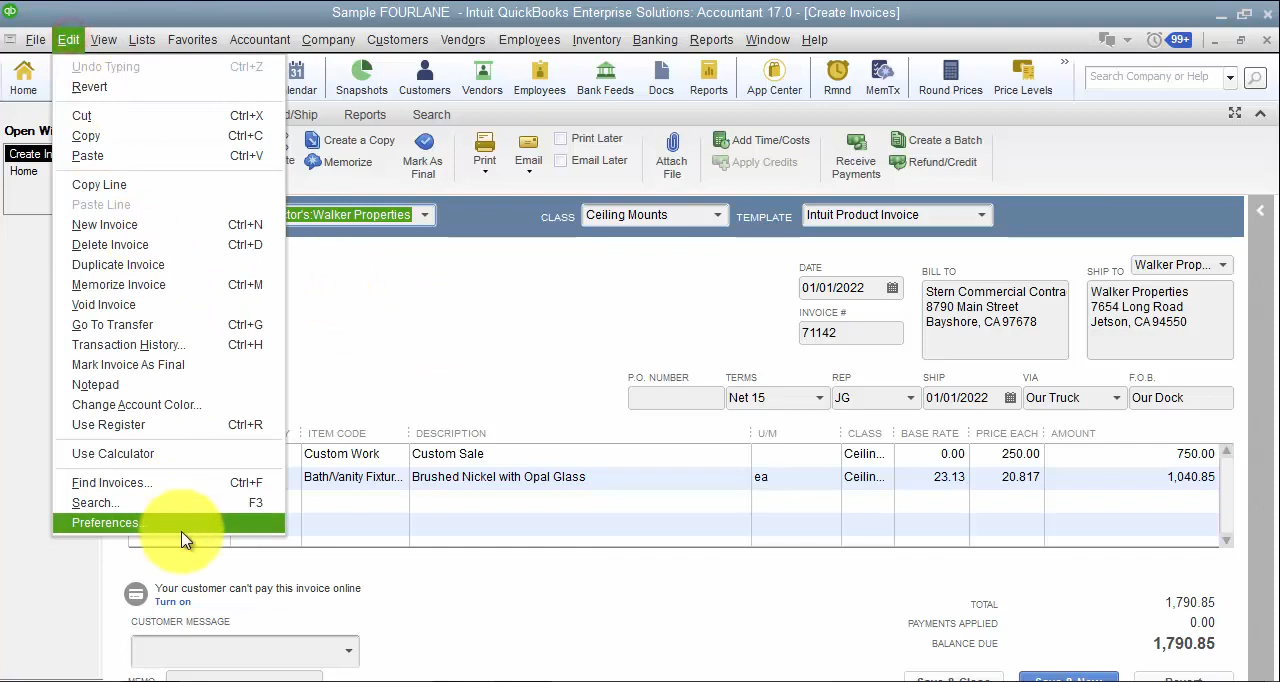 Sample FOURLANE - Intuit QuickBooks Enterprise Solutions: Accountant 17.0 - [Create Invoices]
File Edit View Lists Favorites Accountant Company Customers Vendors Employees Inventory Banking Reports Window Help 99+
Home lendar Snapshots Customers Vendors Employees Bank Feeds Docs Reports App Center Rmnd MemTx Round Prices Price Levels Search Company or Help
Undo Typing Ctrl+Z
Revert
Cut Ctrl+X
Copy Ctrl+C
Paste Ctrl+V
Copy Line
Paste Line
New Invoice Ctrl+N
Delete Invoice Ctrl+D
Duplicate Invoice
Memorize Invoice Ctrl+M
Void Invoice
Go To Transfer Ctrl+G
Transaction History... Ctrl+H
Mark Invoice As Final
Notepad
Change Account Color...
Use Register Ctrl+R
Use Calculator
Find Invoices... Ctrl+F
Search... F3
Preferences...
Open Wi
Create In
Home
d/Ship Reports Search
te
Create a Copy
Memorize
Mark As
Final
Print
Email
Print Later
Email Later
Attach
File
Add Time/Costs
Apply Credits
Receive
Payments
Create a Batch
Refund/Credit
tor's:Walker Properties CLASS Ceiling Mounts TEMPLATE Intuit Product Invoice
DATE
01/01/2022
INVOICE #
71142
BILL TO
Stern Commercial Contra
8790 Main Street
Bayshore, CA 97678
SHIP TO Walker Prop...
Walker Properties
7654 Long Road
Jetson, CA 94550
P.O. NUMBER TERMS REP SHIP VIA F.O.B.
Net 15 JG 01/01/2022 Our Truck Our Dock
Y ITEM CODE DESCRIPTION U/M CLASS BASE RATE PRICE EACH AMOUNT
Custom Work Custom Sale Ceilin... 0.00 250.00 750.00
Bath/Vanity Fixtur... Brushed Nickel with Opal Glass ea Ceilin... 23.13 20.817 1,040.85
Your customer can't pay this invoice online
Turn on
CUSTOMER MESSAGE
TOTAL 1,790.85
PAYMENTS APPLIED 0.00
BALANCE DUE 1,790.85
MEMO
Save & Close Save & New Revert